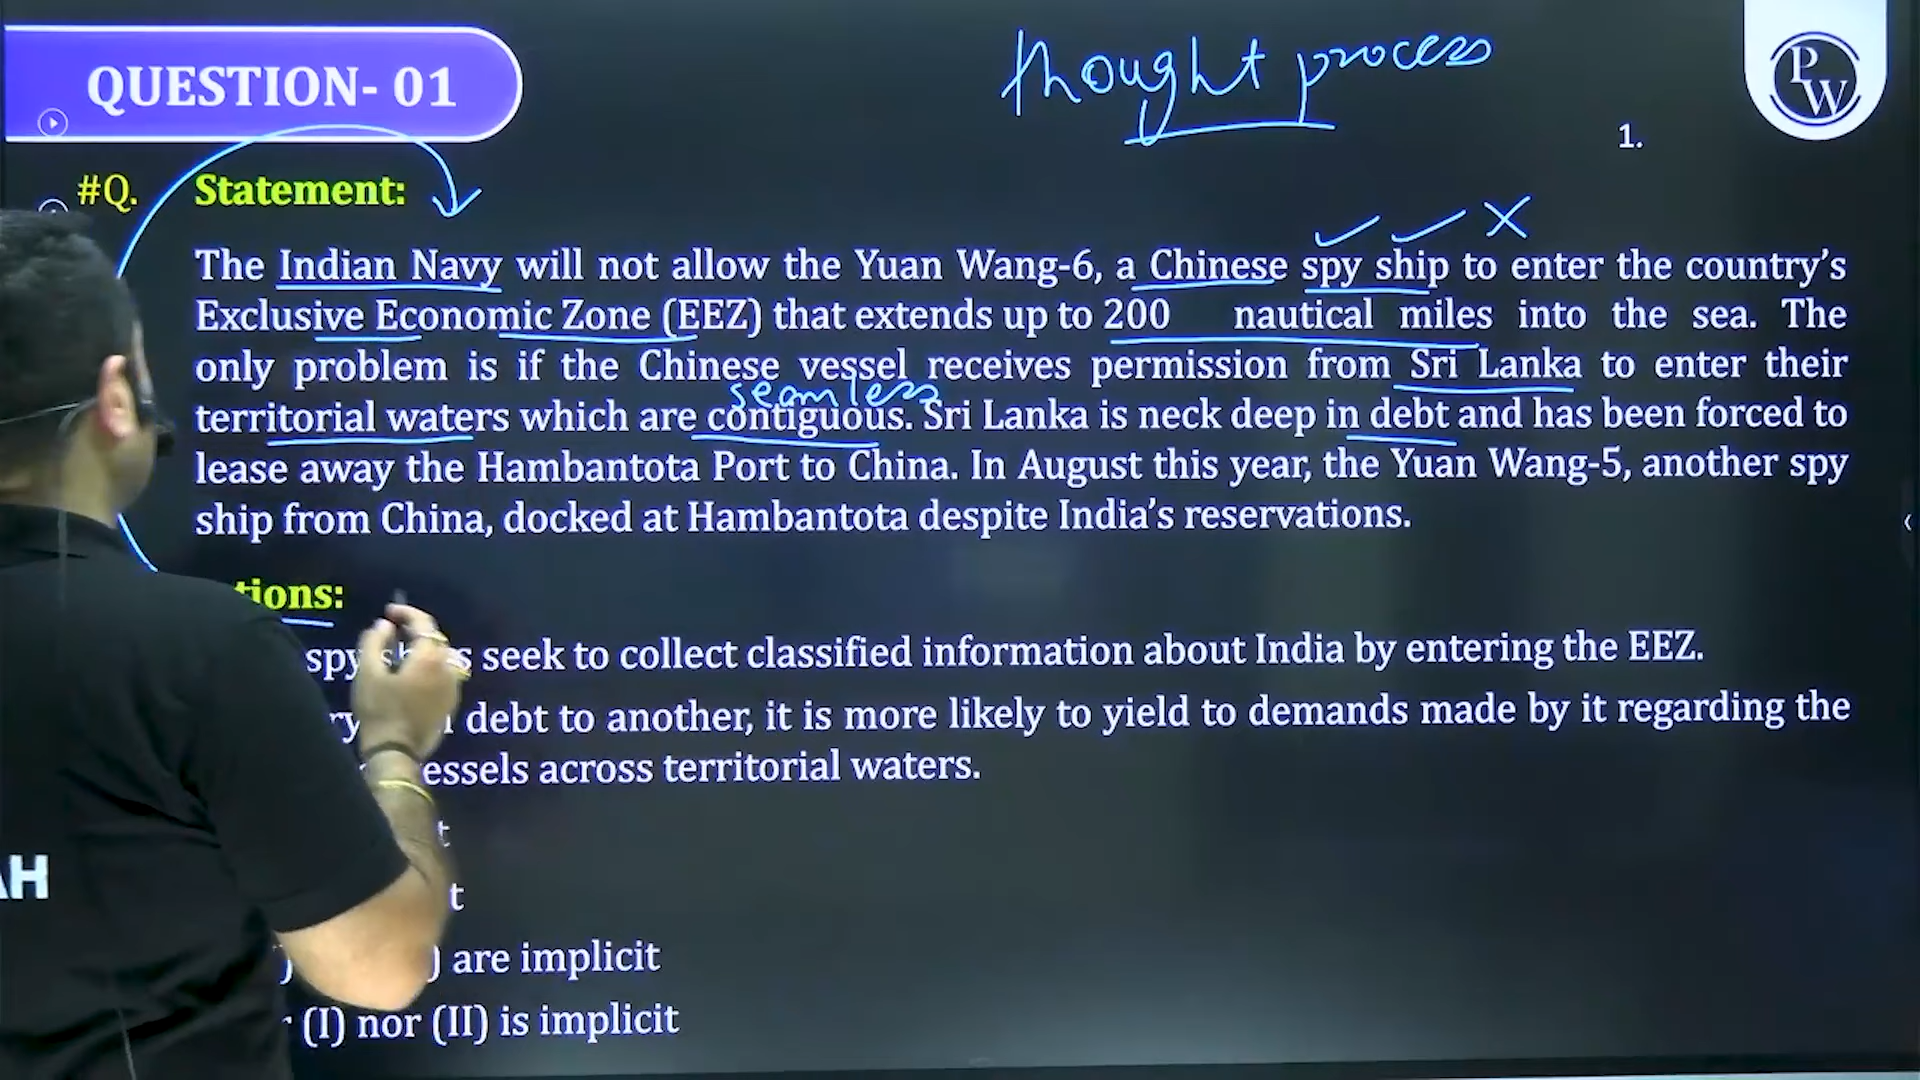 thought process
QUESTION- 01
PW
1.
#Q. Statement:
The Indian Navy will not allow the Yuan Wang-6, a Chinese spy ship to enter the country’s
Exclusive Economic Zone (EEZ) that extends up to 200 nautical miles into the sea. The
only problem is if the Chinese vessel receives permission from Sri Lanka to enter their
seamless
territorial waters which are contiguous. Sri Lanka is neck deep in debt and has been forced to
lease away the Hambantota Port to China. In August this year, the Yuan Wang-5, another spy
ship from China, docked at Hambantota despite India’s reservations.
tions:
spy seek to collect classified information about India by entering the EEZ.
debt to another, it is more likely to yield to demands made by it regarding the
essels across territorial waters.
t
t
) are implicit
(I) nor (II) is implicit
AH